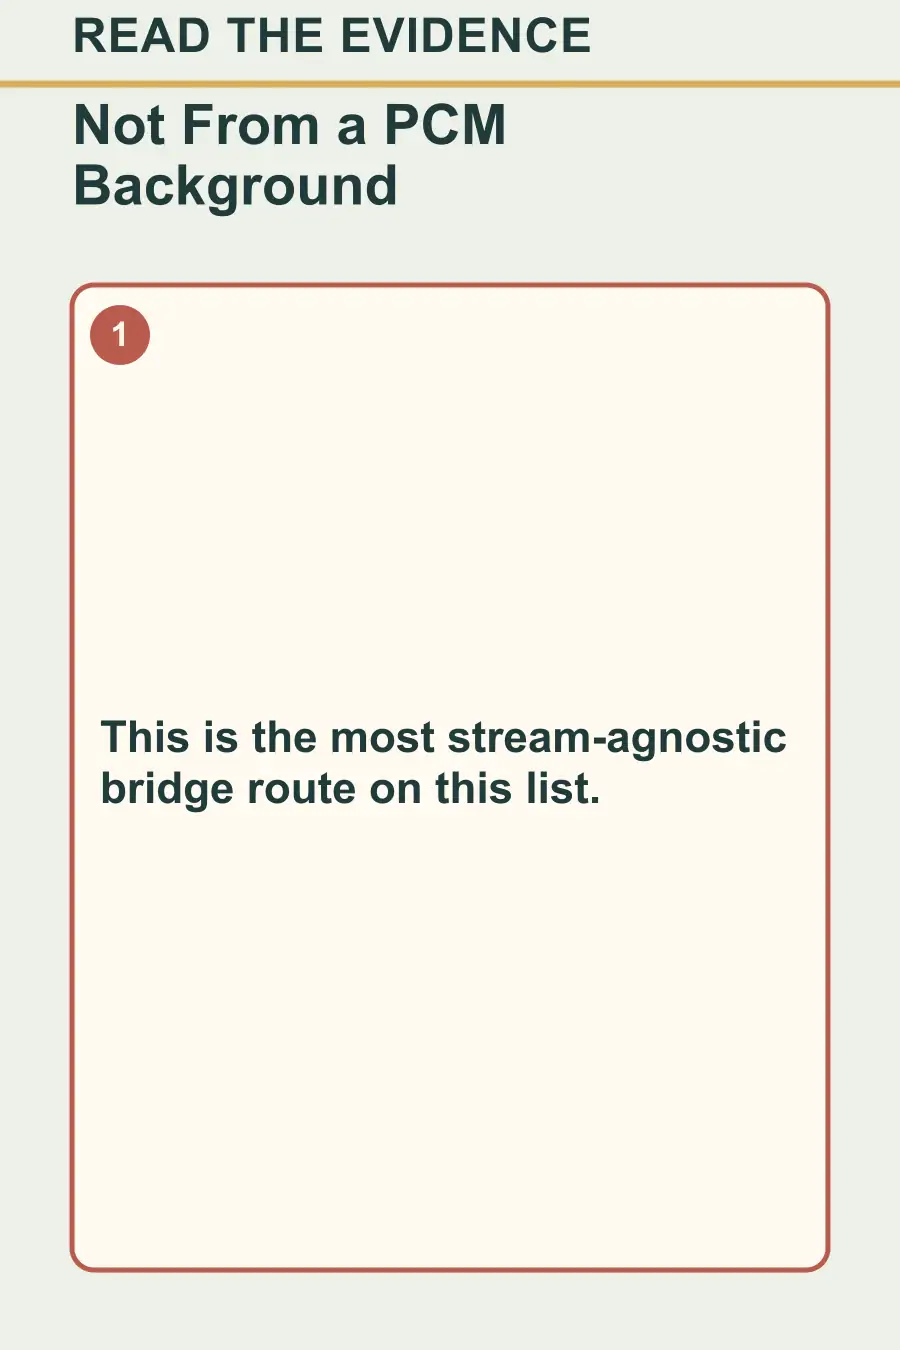 READ THE EVIDENCE
Not From a PCM
Background
1
This is the most stream-agnostic
bridge route on this list.